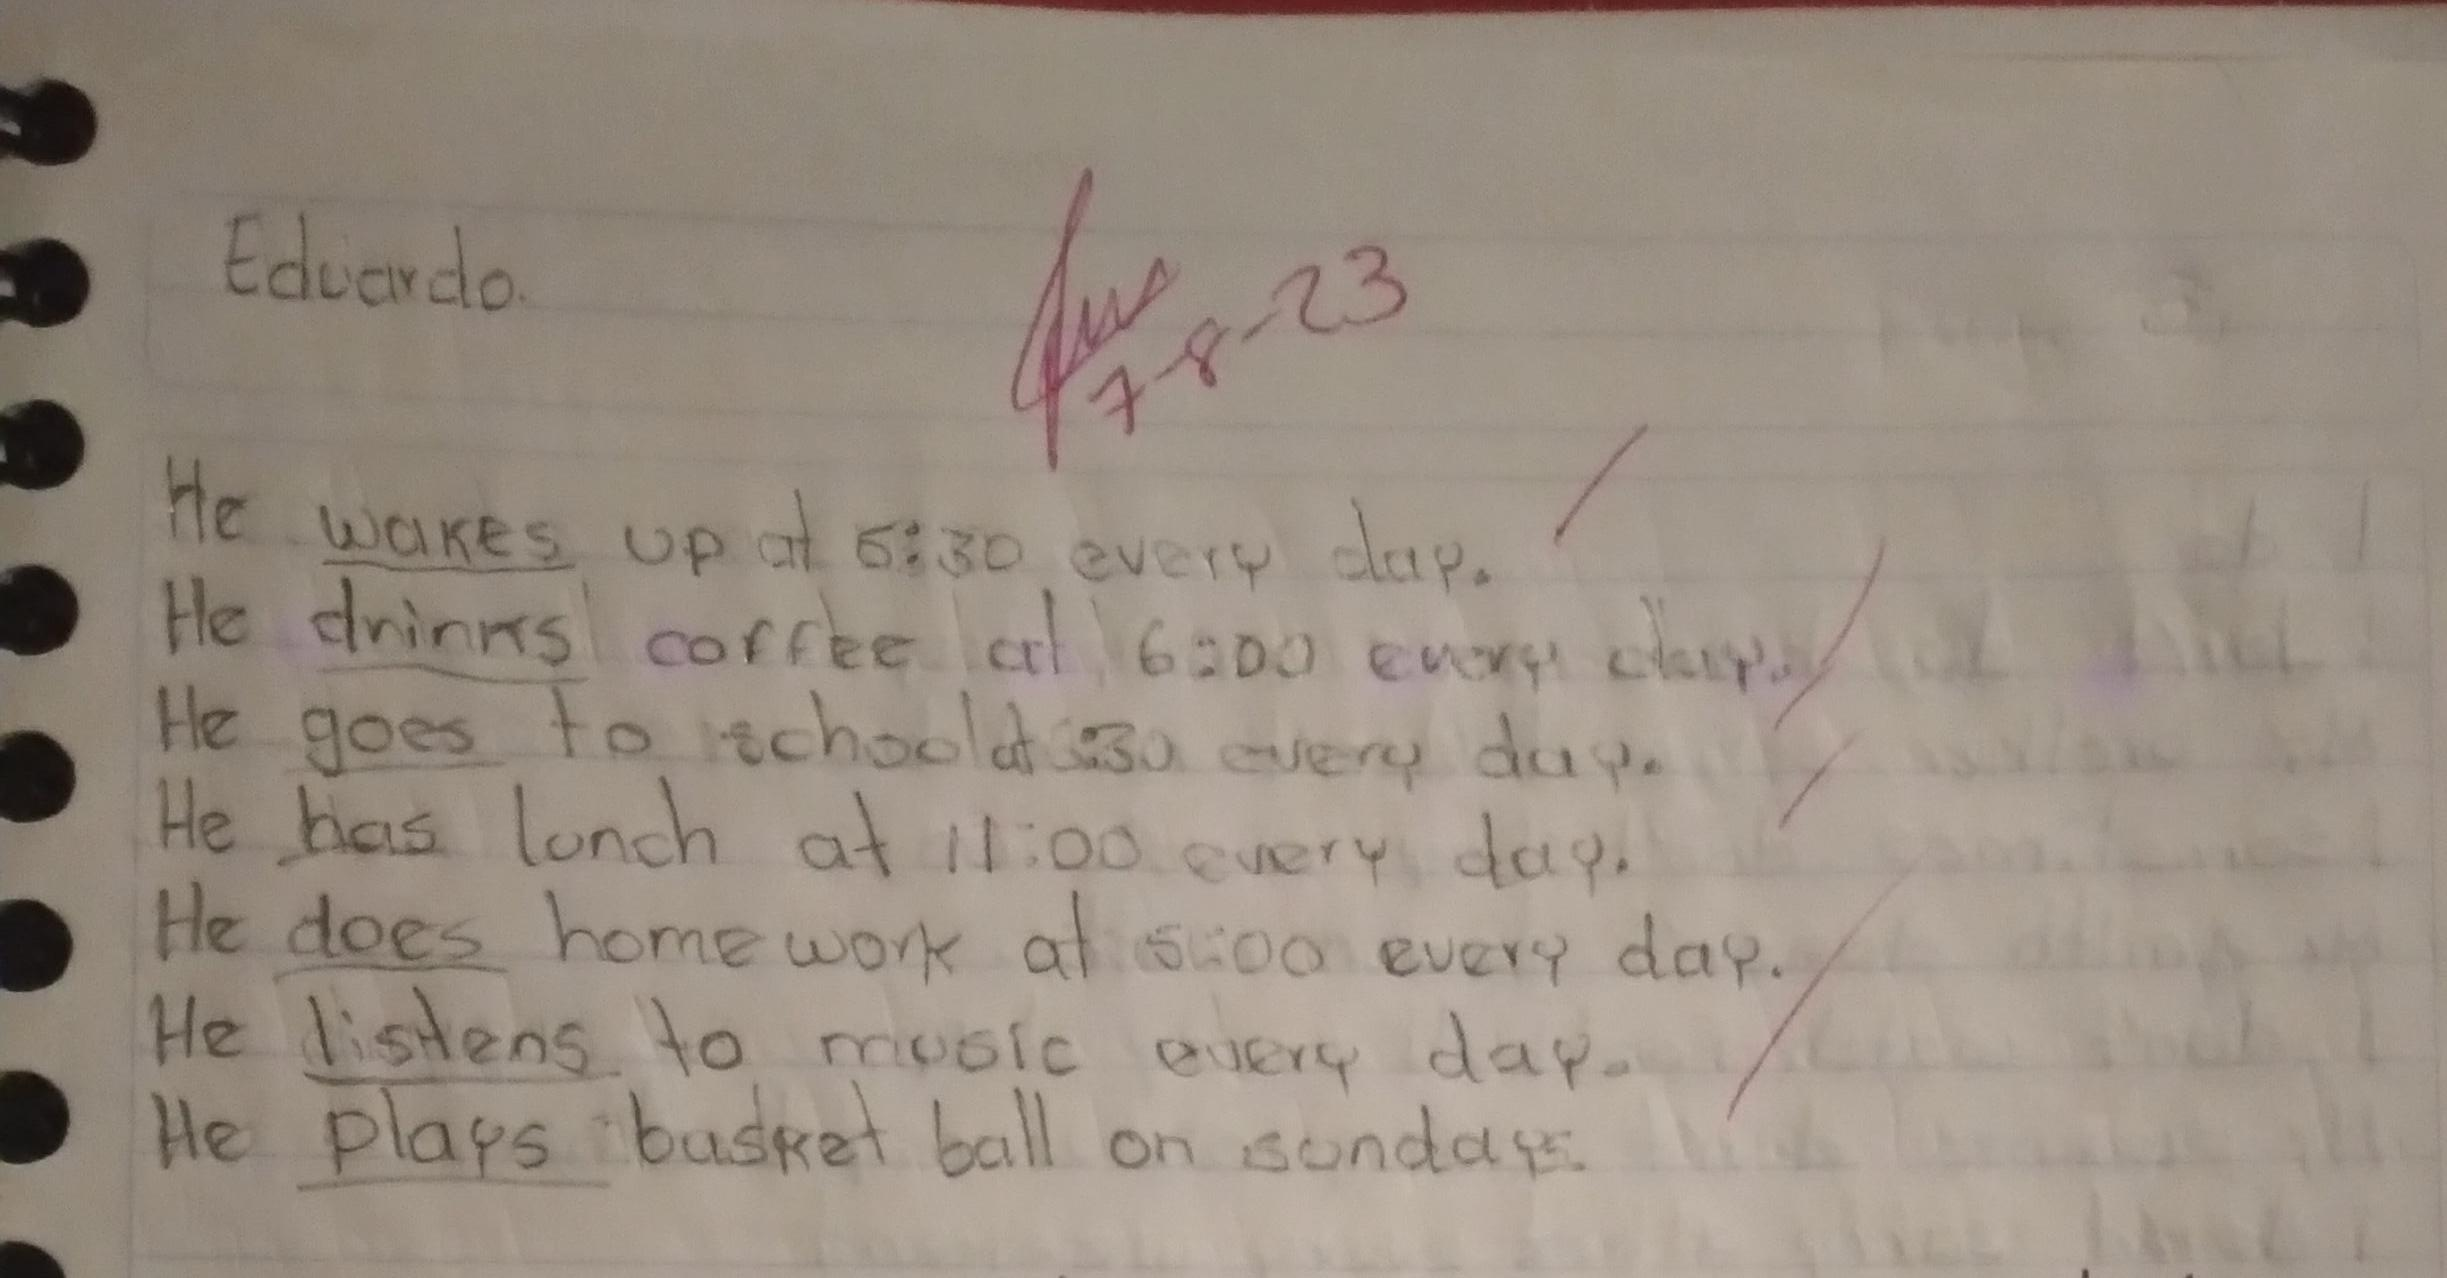 Eduardo.
7-8-23
He wakes up at 5:30 every day.
He drinks coffee at 6:00 every day.
He goes to school at :30 every day.
He has lunch at 11:00 every day.
He does homework at 5:00 every day.
He listens to music every day.
He plays basket ball on sundays.